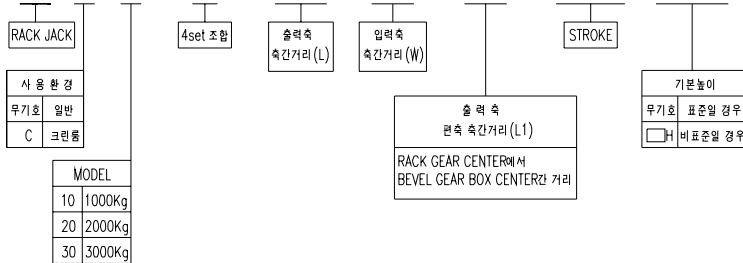 RACK JACK
4set 조합
출력축
축간거리(L)
입력축
축간거리(W)
STROKE
사 용 환 경
무기호 일반
C 크린룸
기본높이
무기호 표준일 경우
H 비표준일 경우
출 력 축
편축 축간거리(L1)
RACK GEAR CENTER에서
BEVEL GEAR BOX CENTER간 거리
MODEL
10 1000Kg
20 2000Kg
30 3000Kg